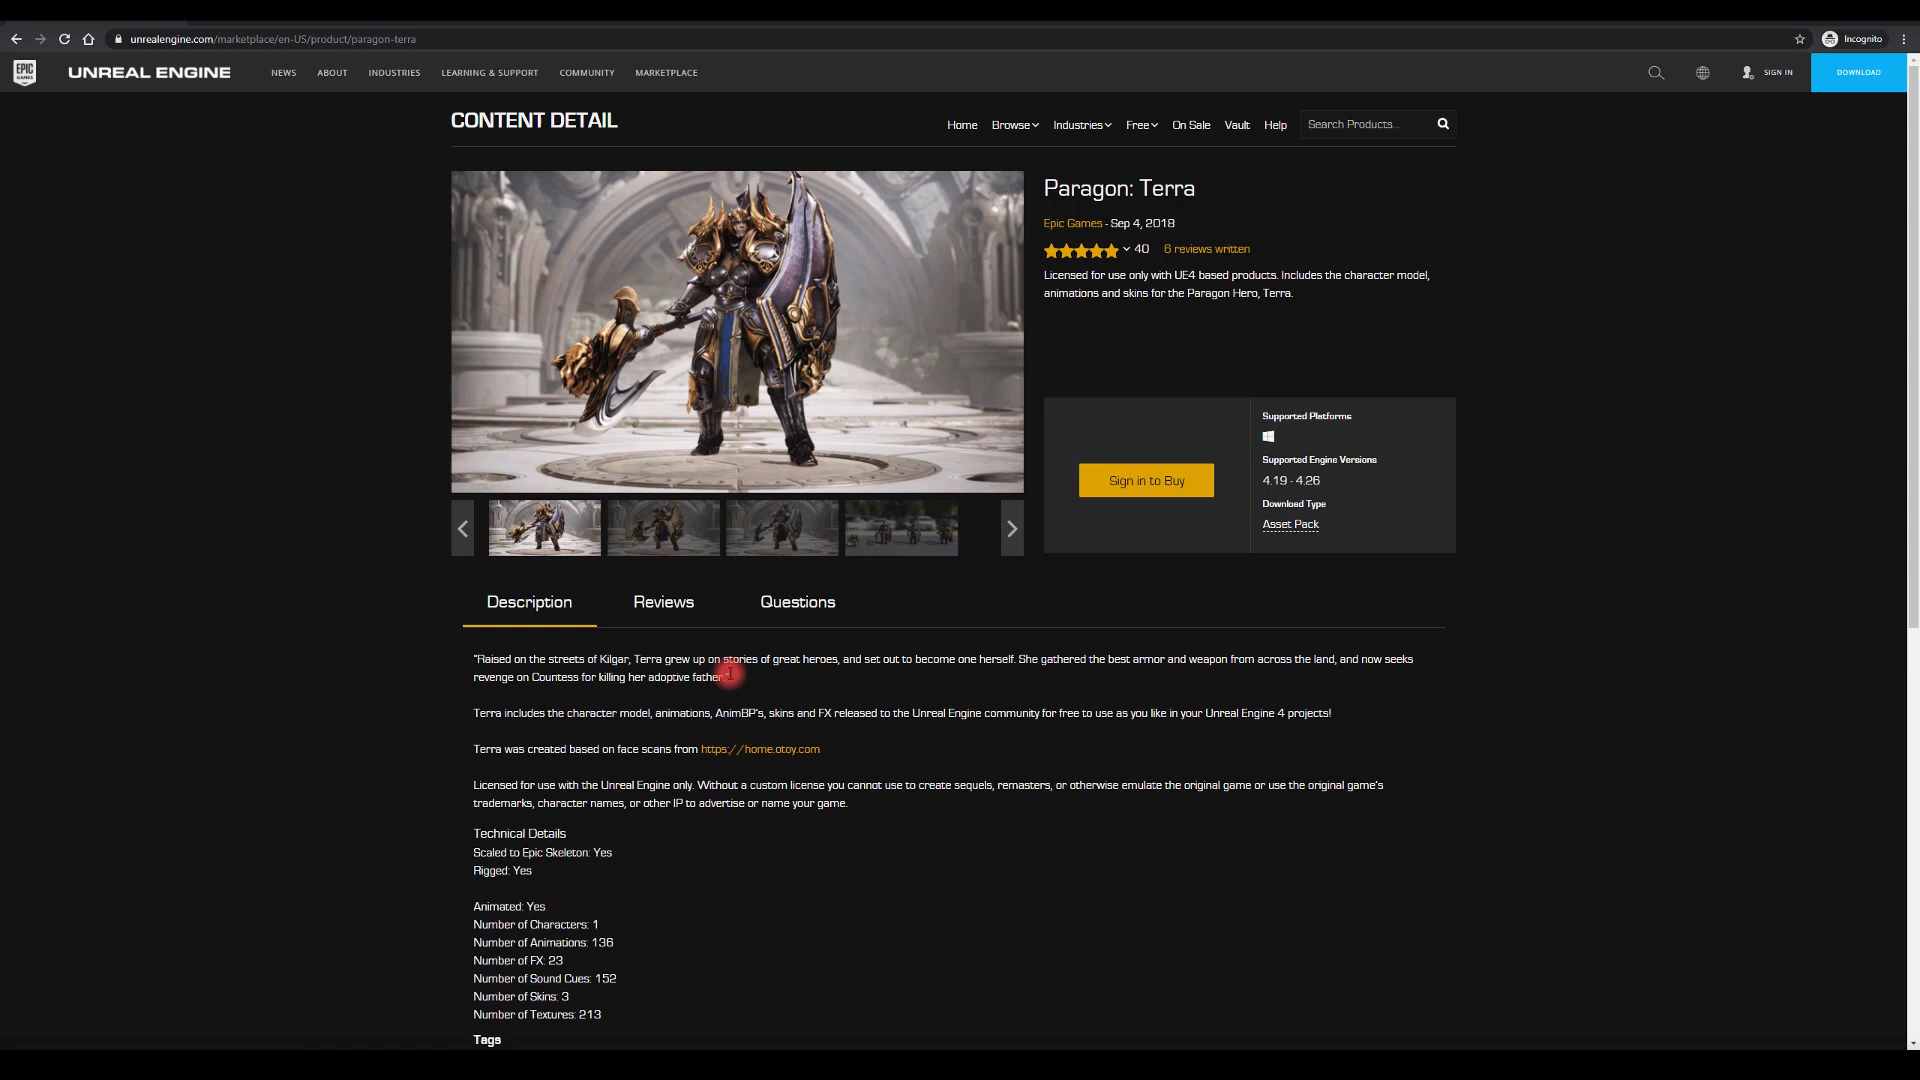 unrealengine.com/marketplace/en-US/product/paragon-terra
Incognito
EPIC GAMES
UNREAL ENGINE
NEWS
ABOUT
INDUSTRIES
LEARNING & SUPPORT
COMMUNITY
MARKETPLACE
SIGN IN
DOWNLOAD
CONTENT DETAIL
Home
Browse
Industries
Free
On Sale
Vault
Help
Search Products...
Paragon: Terra
Epic Games - Sep 4, 2018
40
6 reviews written
Licensed for use only with UE4 based products. Includes the character model,
animations and skins for the Paragon Hero, Terra.
Supported Platforms
Sign in to Buy
Supported Engine Versions
4.19 - 4.26
Download Type
Asset Pack
Description
Reviews
Questions
"Raised on the streets of Kilgar, Terra grew up on stories of great heroes, and set out to become one herself. She gathered the best armor and weapon from across the land, and now seeks
revenge on Countess for killing her adoptive father."
Terra includes the character model, animations, AnimBP's, skins and FX released to the Unreal Engine community for free to use as you like in your Unreal Engine 4 projects!
Terra was created based on face scans from https://home.otoy.com
Licensed for use with the Unreal Engine only. Without a custom license you cannot use to create sequels, remasters, or otherwise emulate the original game or use the original game's
trademarks, character names, or other IP to advertise or name your game.
Technical Details
Scaled to Epic Skeleton: Yes
Rigged: Yes
Animated: Yes
Number of Characters: 1
Number of Animations: 136
Number of FX: 23
Number of Sound Cues: 152
Number of Skins: 3
Number of Textures: 213
Tags